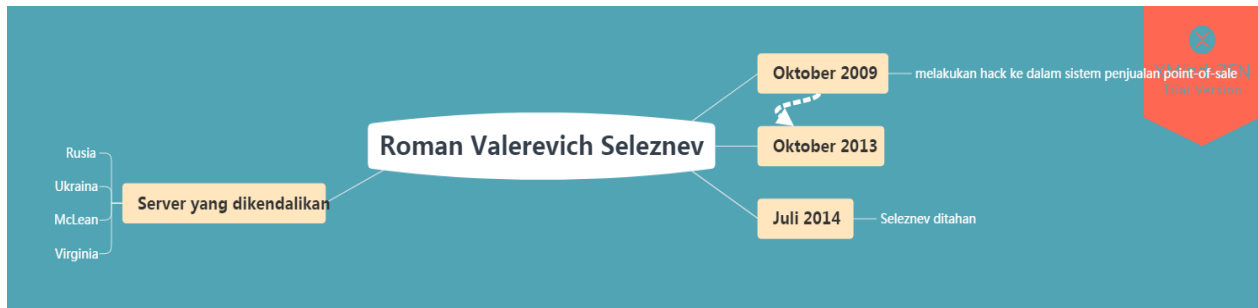 Roman Valerevich Seleznev
Oktober 2009
melakukan hack ke dalam sistem penjualan point-of-sale
Oktober 2013
Juli 2014
Seleznev ditahan
Server yang dikendalikan
Rusia
Ukraina
McLean
Virginia
Trial Version